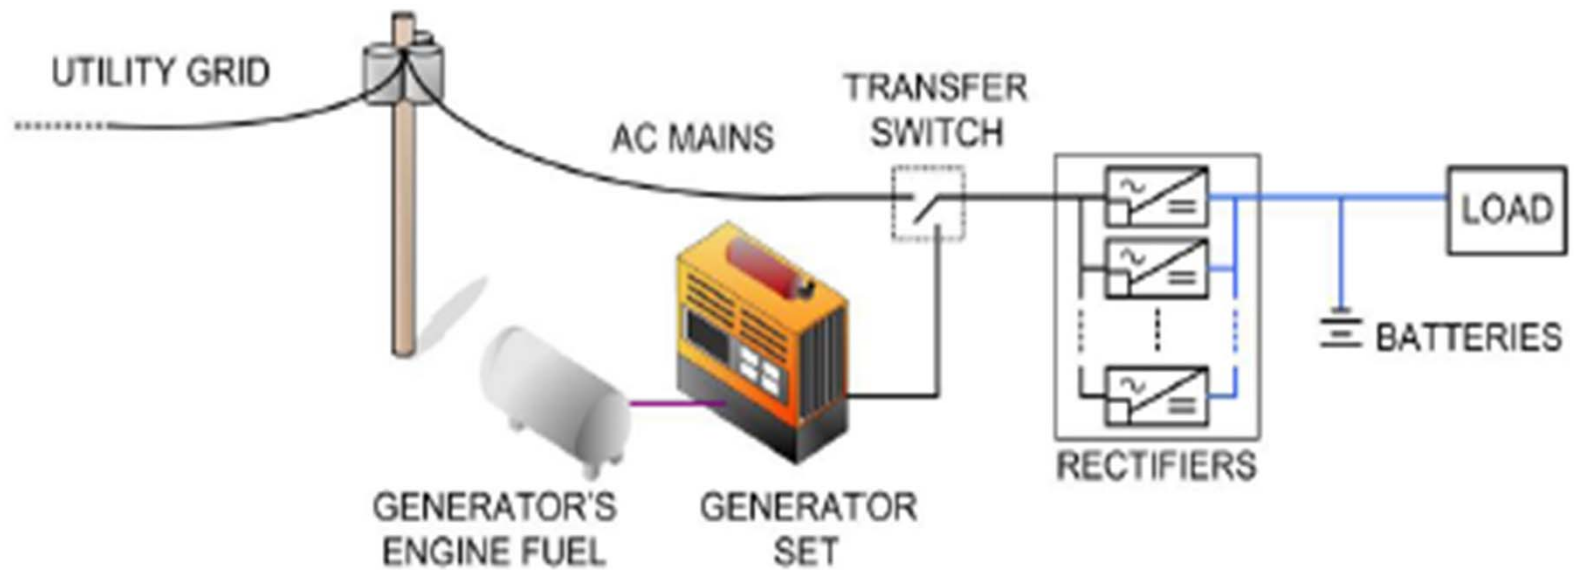 UTILITY GRID
AC MAINS
TRANSFER
SWITCH
LOAD
BATTERIES
RECTIFIERS
GENERATOR'S
ENGINE FUEL
GENERATOR
SET